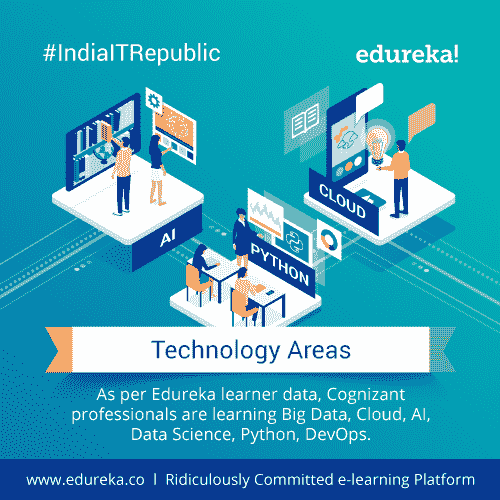 #IndiaITRepublic
edureka!
AI
CLOUD
PYTHON
Technology Areas
As per Edureka learner data, Cognizant
professionals are learning Big Data, Cloud, AI,
Data Science, Python, DevOps.
www.edureka.co | Ridiculously Committed e-learning Platform